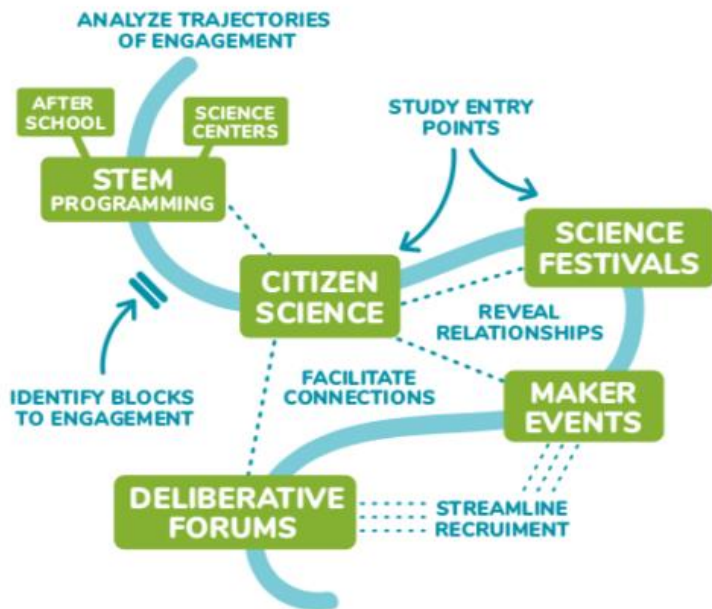 ANALYZE TRAJECTORIES
OF ENGAGEMENT
AFTER
SCHOOL
SCIENCE
CENTERS
STEM
PROGRAMMING
STUDY ENTRY
POINTS
SCIENCE
FESTIVALS
CITIZEN
SCIENCE
REVEAL
RELATIONSHIPS
IDENTIFY BLOCKS
TO ENGAGEMENT
FACILITATE
CONNECTIONS
MAKER
EVENTS
DELIBERATIVE
FORUMS
STREAMLINE
RECRUIMENT